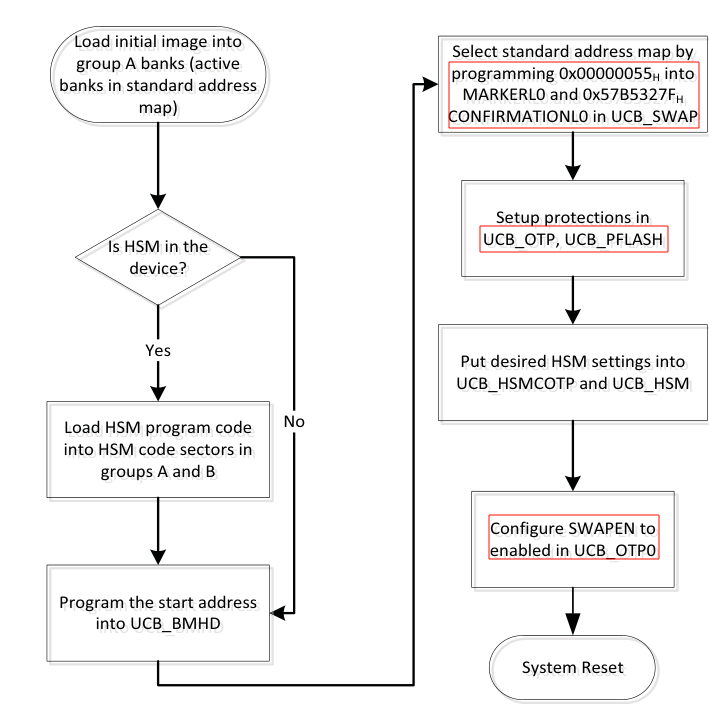 Load initial image into
group A banks (active
banks in standard address
map)
Is HSM in the
device?
Yes
No
Load HSM program code
into HSM code sectors in
groups A and B
Program the start address
into UCB_BMHD
Select standard address map by
programming 0x00000055H into
MARKERL0 and 0x57B5327FH
CONFIRMATIONL0 in UCB_SWAP
Setup protections in
UCB_OTP, UCB_PFLASH
Put desired HSM settings into
UCB_HSMCOTP and UCB_HSM
Configure SWAPEN to
enabled in UCB_OTP0
System Reset